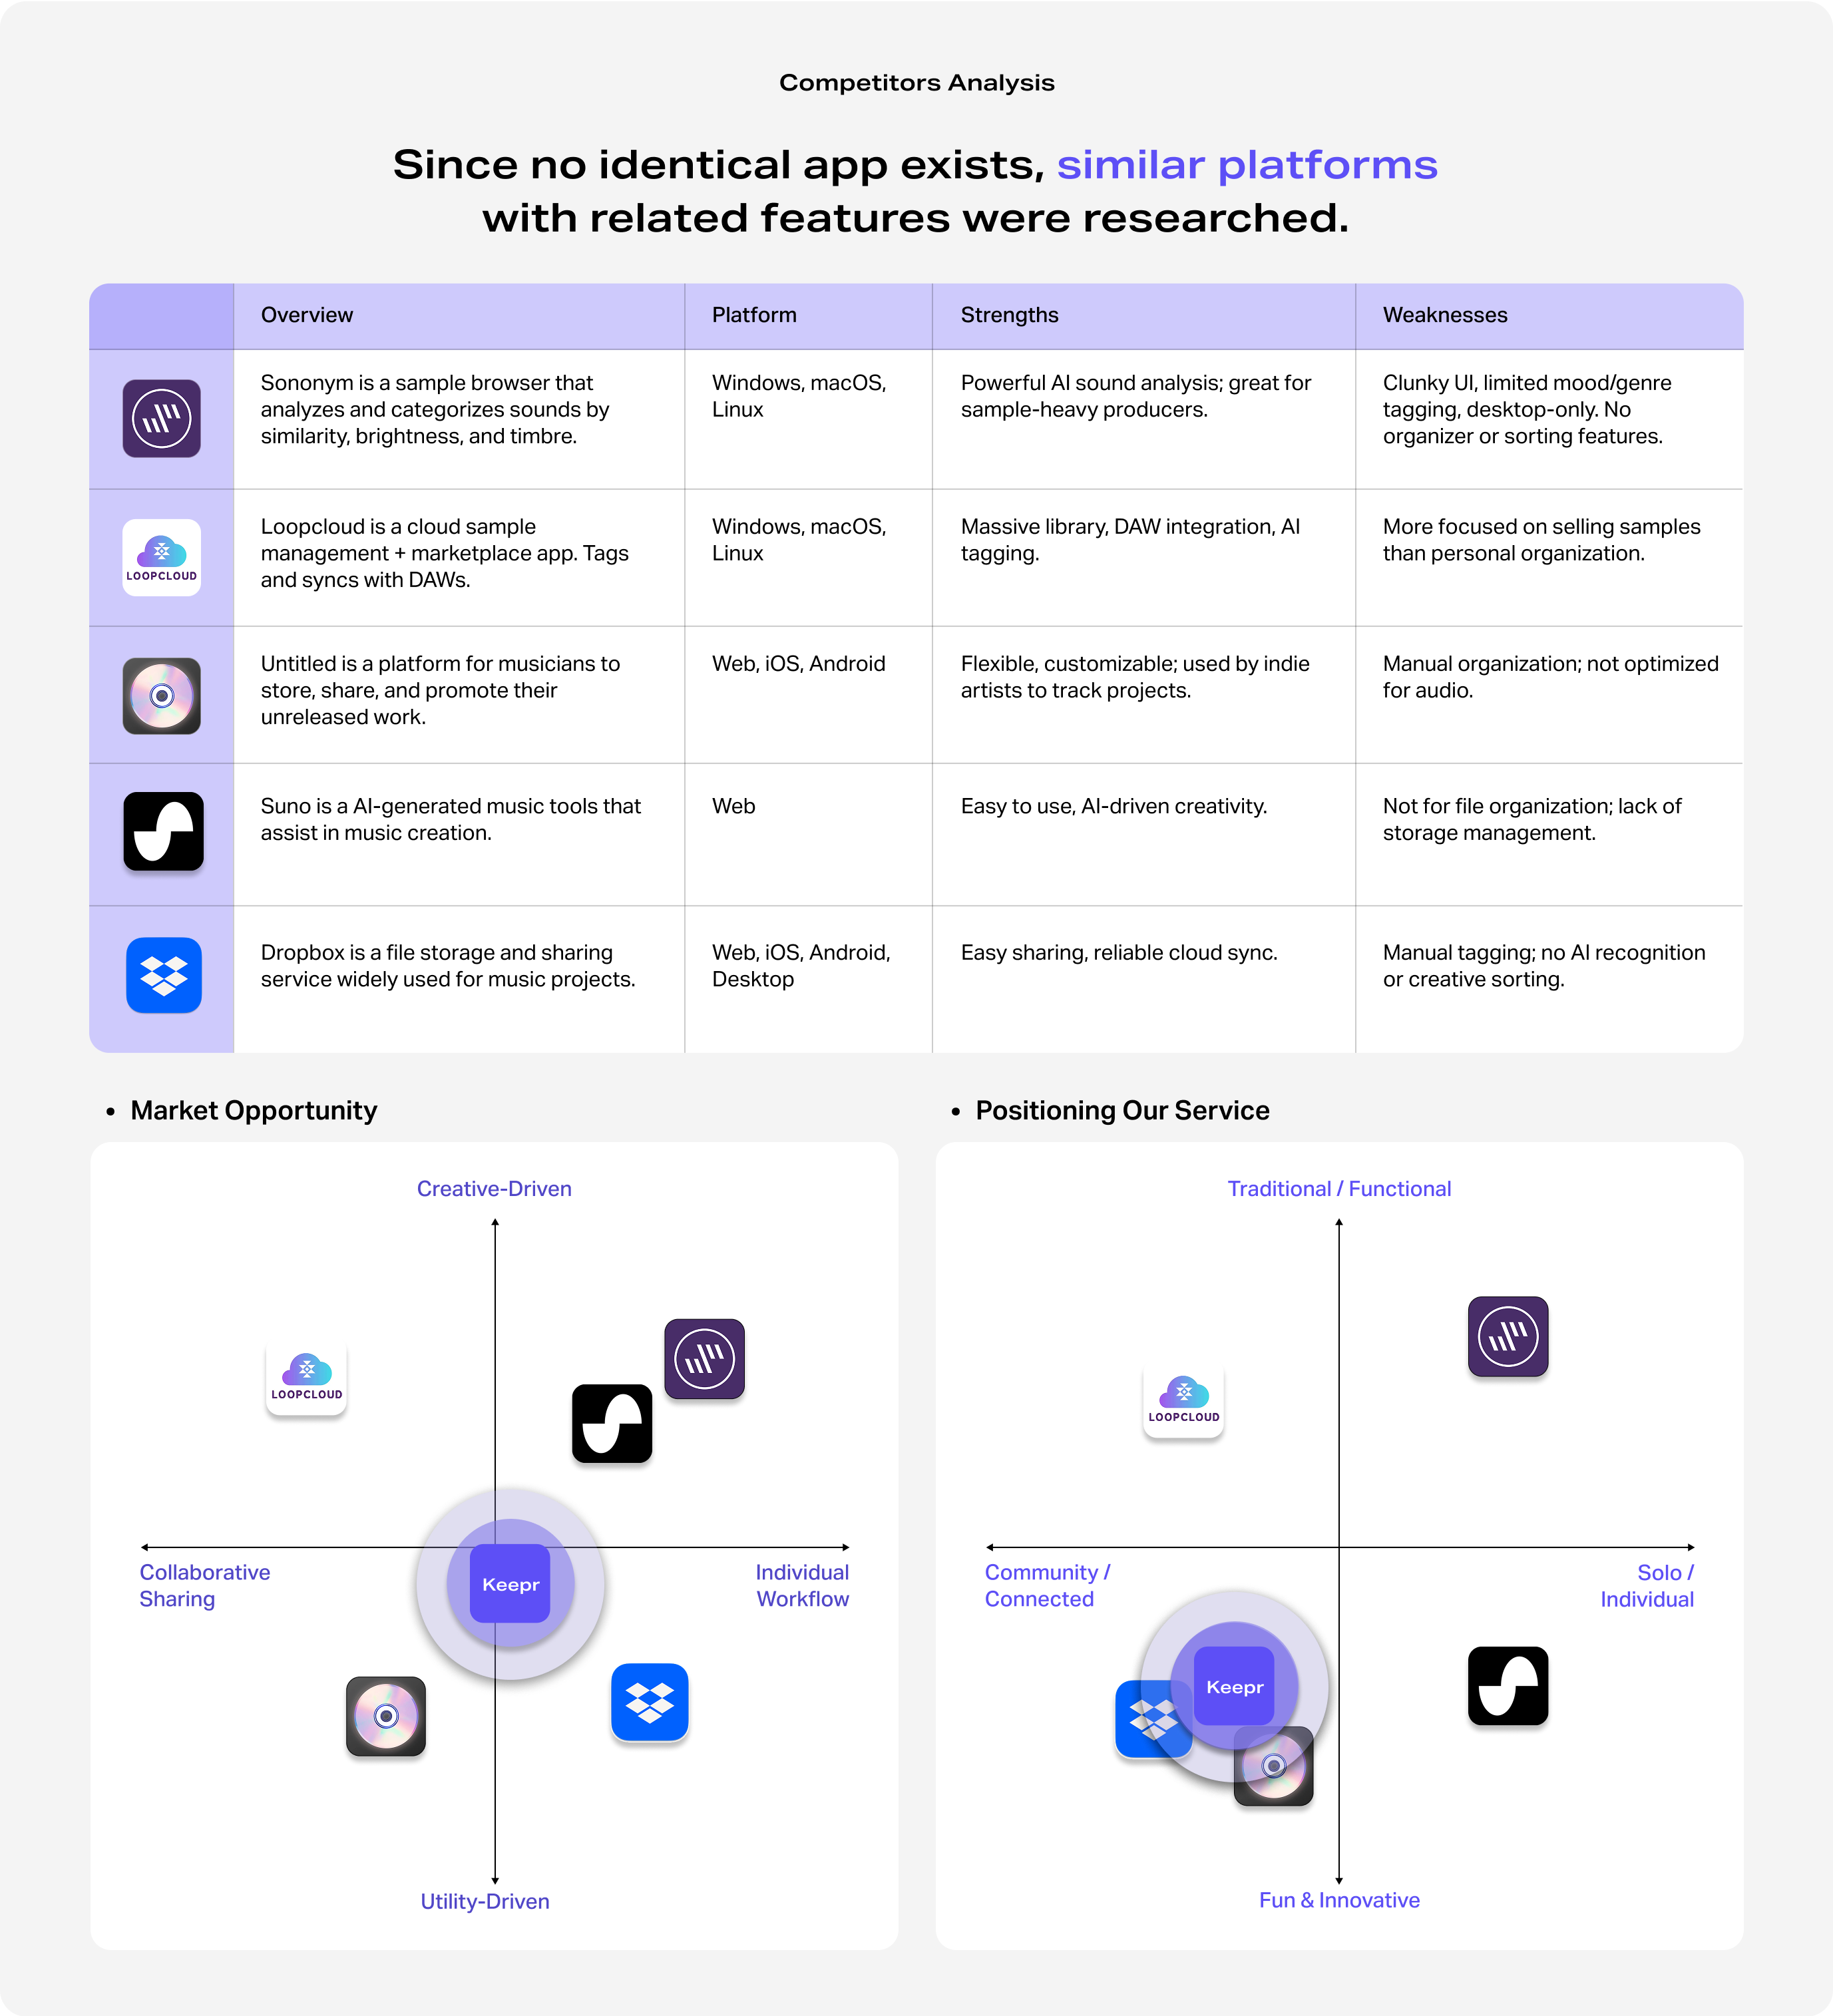 Competitors Analysis
Since no identical app exists, similar platforms
with related features were researched.
Overview
Platform
Strengths
Weaknesses
Sononym is a sample browser that
analyzes and categorizes sounds by
similarity, brightness, and timbre.
Windows, macOS,
Linux
Powerful AI sound analysis; great for
sample-heavy producers.
Clunky UI, limited mood/genre
tagging, desktop-only. No
organizer or sorting features.
LOOPCLOUD
Loopcloud is a cloud sample
management + marketplace app. Tags
and syncs with DAWs.
Windows, macOS,
Linux
Massive library, DAW integration, AI
tagging.
More focused on selling samples
than personal organization.
Untitled is a platform for musicians to
store, share, and promote their
unreleased work.
Web, iOS, Android
Flexible, customizable; used by indie
artists to track projects.
Manual organization; not optimized
for audio.
Suno is a AI-generated music tools that
assist in music creation.
Web
Easy to use, AI-driven creativity.
Not for file organization; lack of
storage management.
Dropbox is a file storage and sharing
service widely used for music projects.
Web, iOS, Android,
Desktop
Easy sharing, reliable cloud sync.
Manual tagging; no AI recognition
or creative sorting.
• Market Opportunity
Creative-Driven
LOOPCLOUD
Collaborative
Sharing
Keepr
Individual
Workflow
Utility-Driven
• Positioning Our Service
Traditional / Functional
LOOPCLOUD
Community /
Connected
Solo /
Individual
Keepr
Fun & Innovative